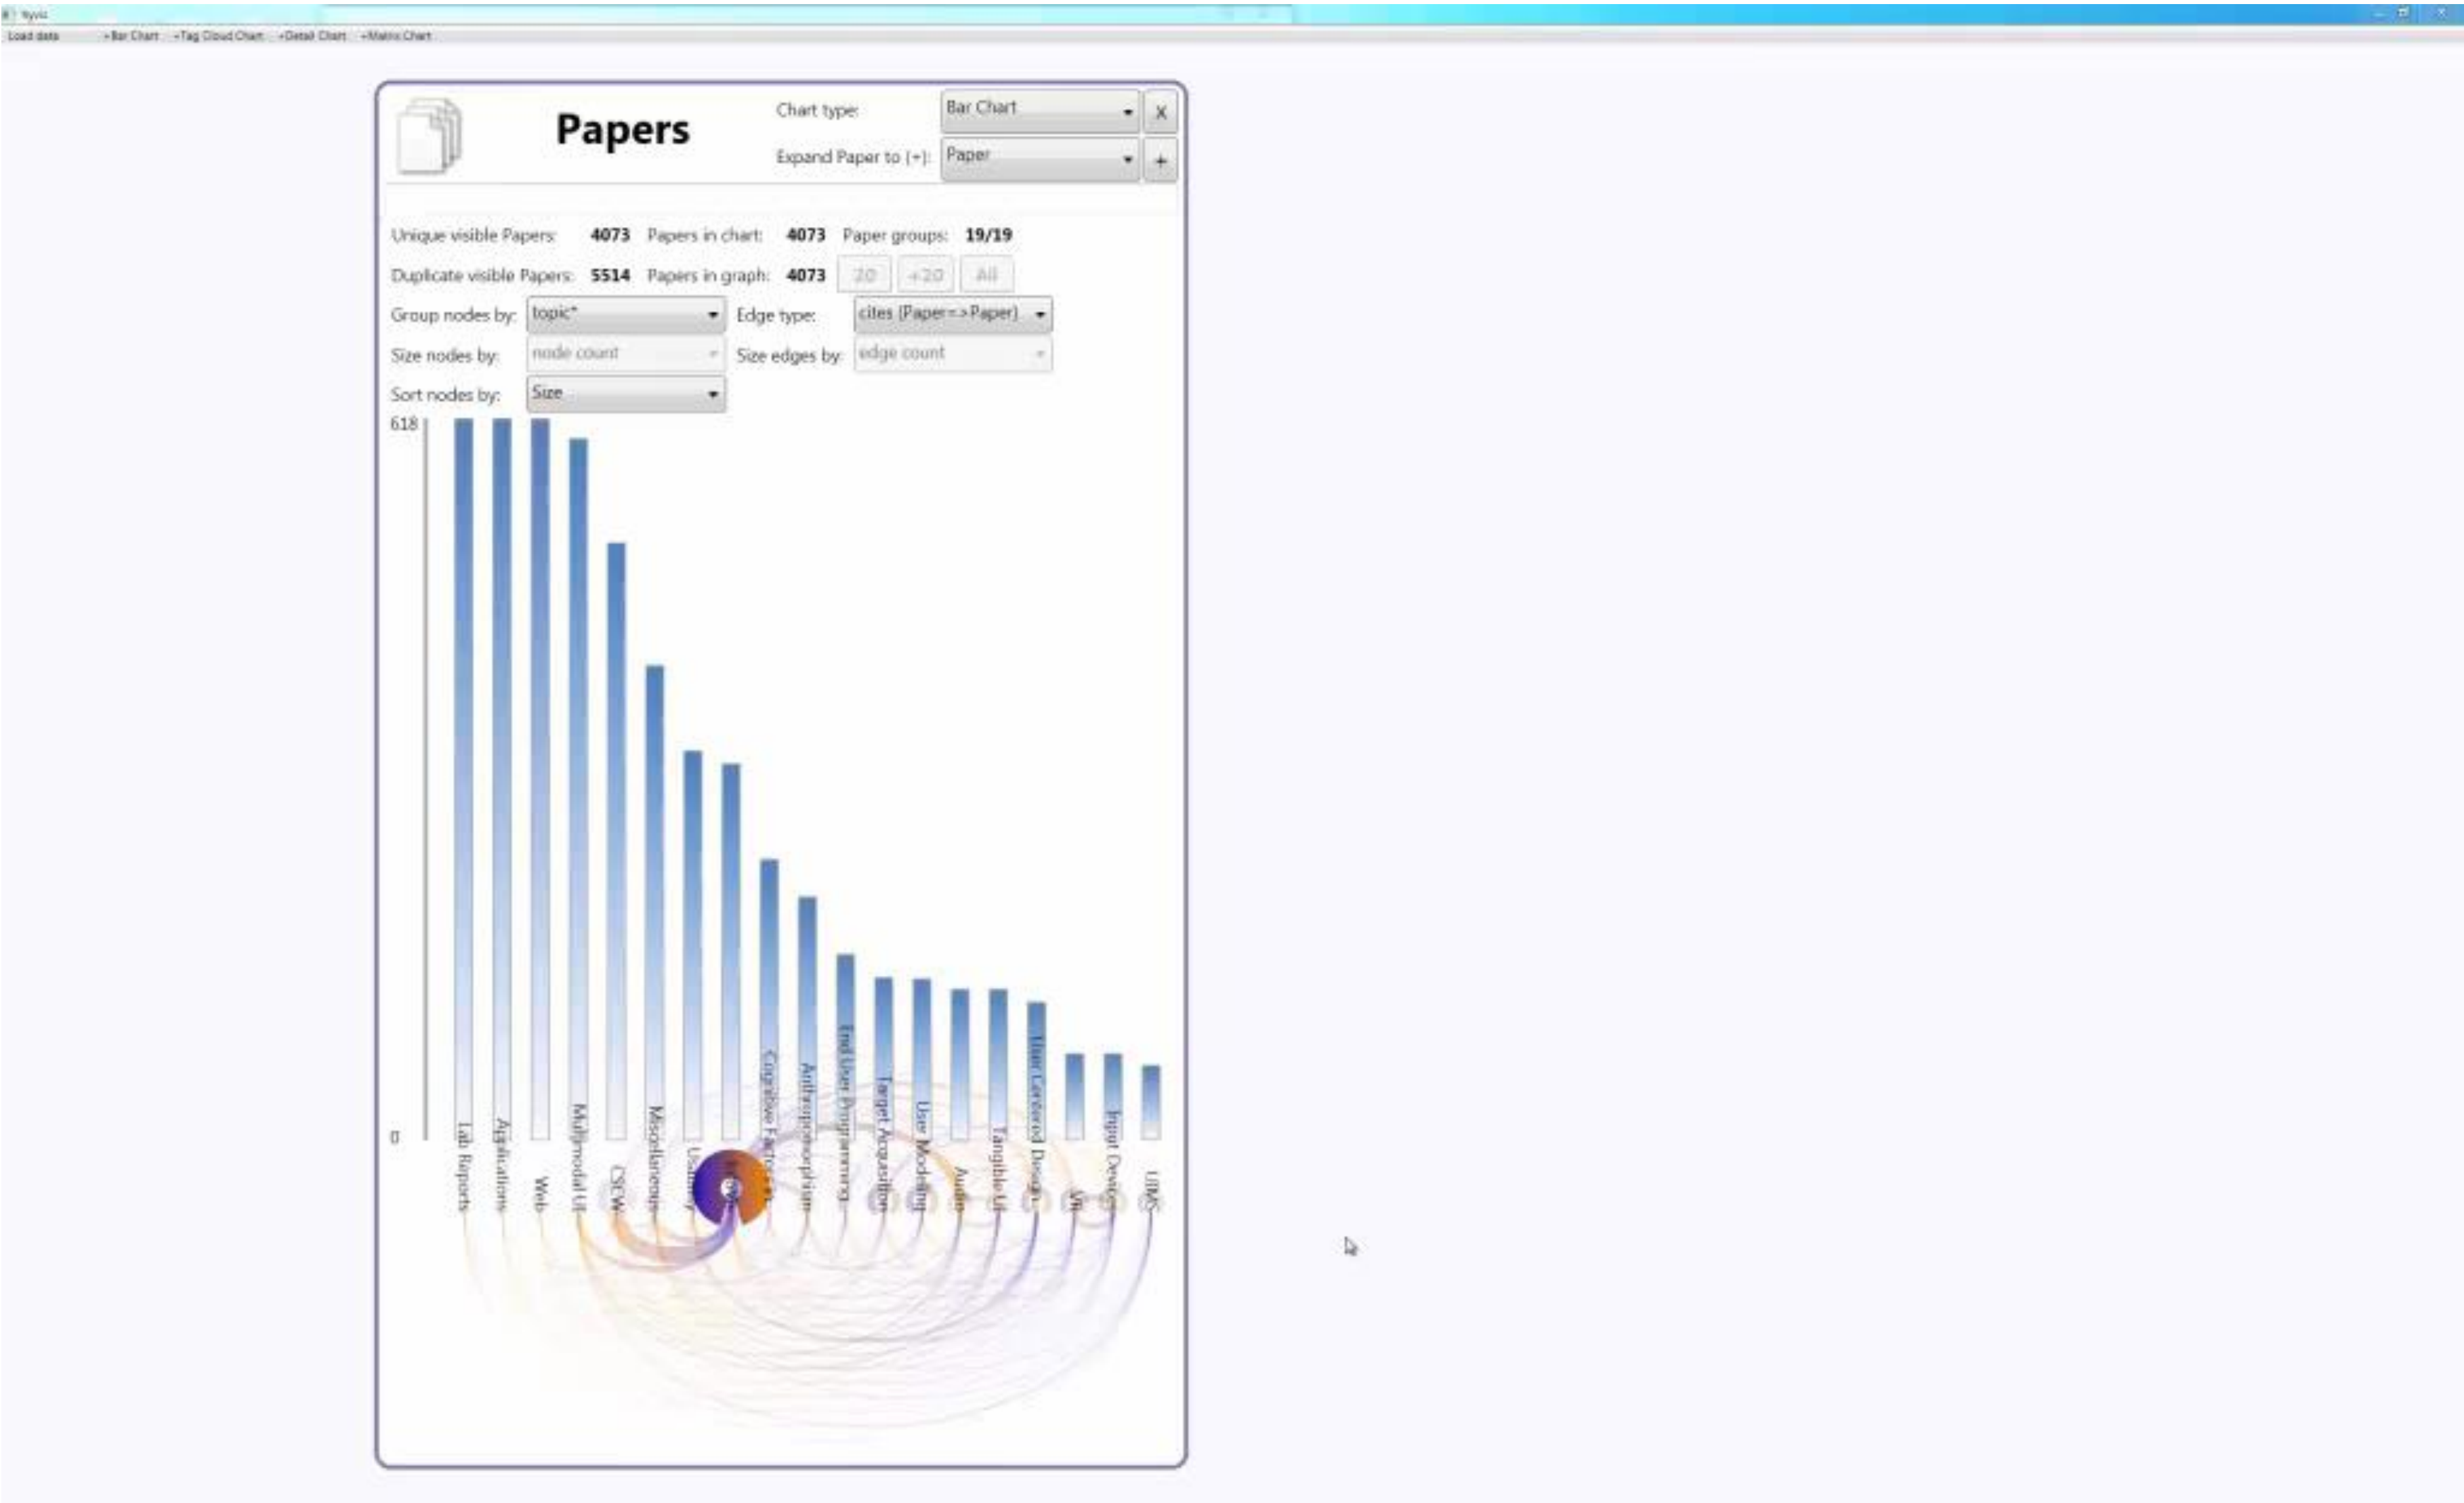 Load data +Bar Chart +Tag Cloud Chart +Detail Chart +Matrix Chart
Papers
Chart type: Bar Chart X
Expand Paper to (+): Paper +
Unique visible Papers: 4073 Papers in chart: 4073 Paper groups: 19/19
Duplicate visible Papers: 5514 Papers in graph: 4073 20 +20 All
Group nodes by: topic* Edge type: cites (Paper=>Paper)
Size nodes by: node count Size edges by: edge count
Sort nodes by: Size
618
0
Lab Reports
Applications
Web
Multimodal UI
CSCW
Miscellaneous
Usability
Cognitive
Anthropomorphism
End User Programming
Target Acquisition
User Modeling
Audio
Tangible UI
User Centered Design
VR
Input Devices
UIMS